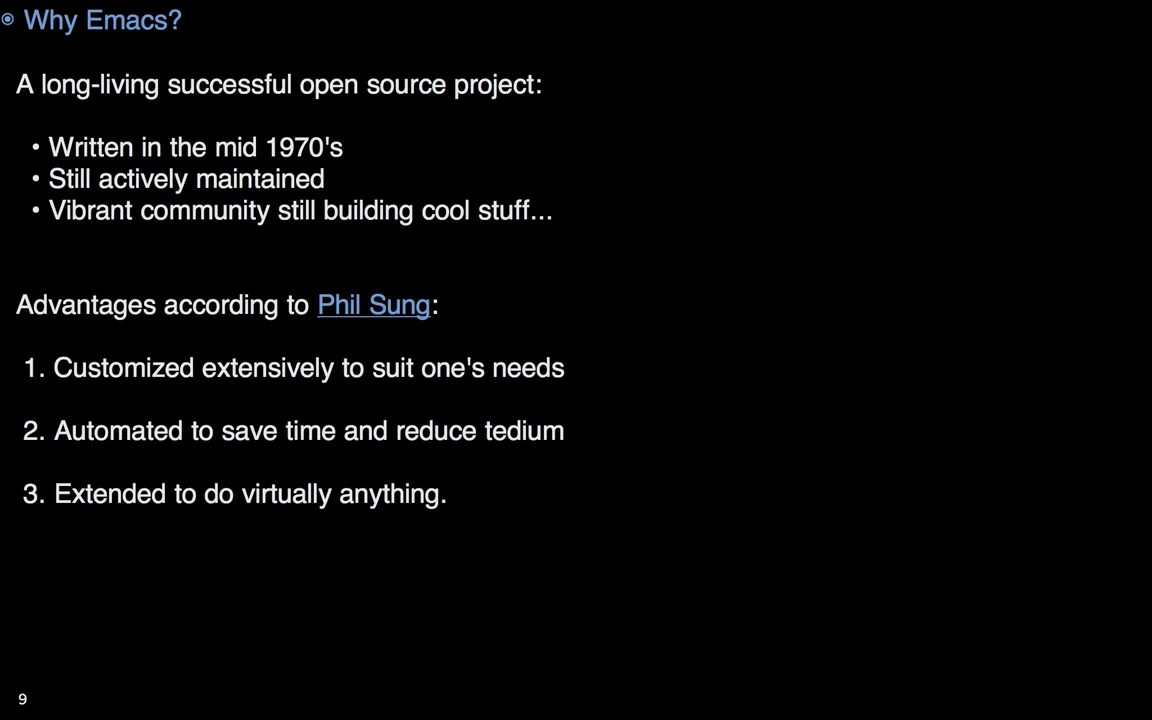 Why Emacs?
A long-living successful open source project:
• Written in the mid 1970's
• Still actively maintained
• Vibrant community still building cool stuff...
Advantages according to Phil Sung:
1. Customized extensively to suit one's needs
2. Automated to save time and reduce tedium
3. Extended to do virtually anything.
9